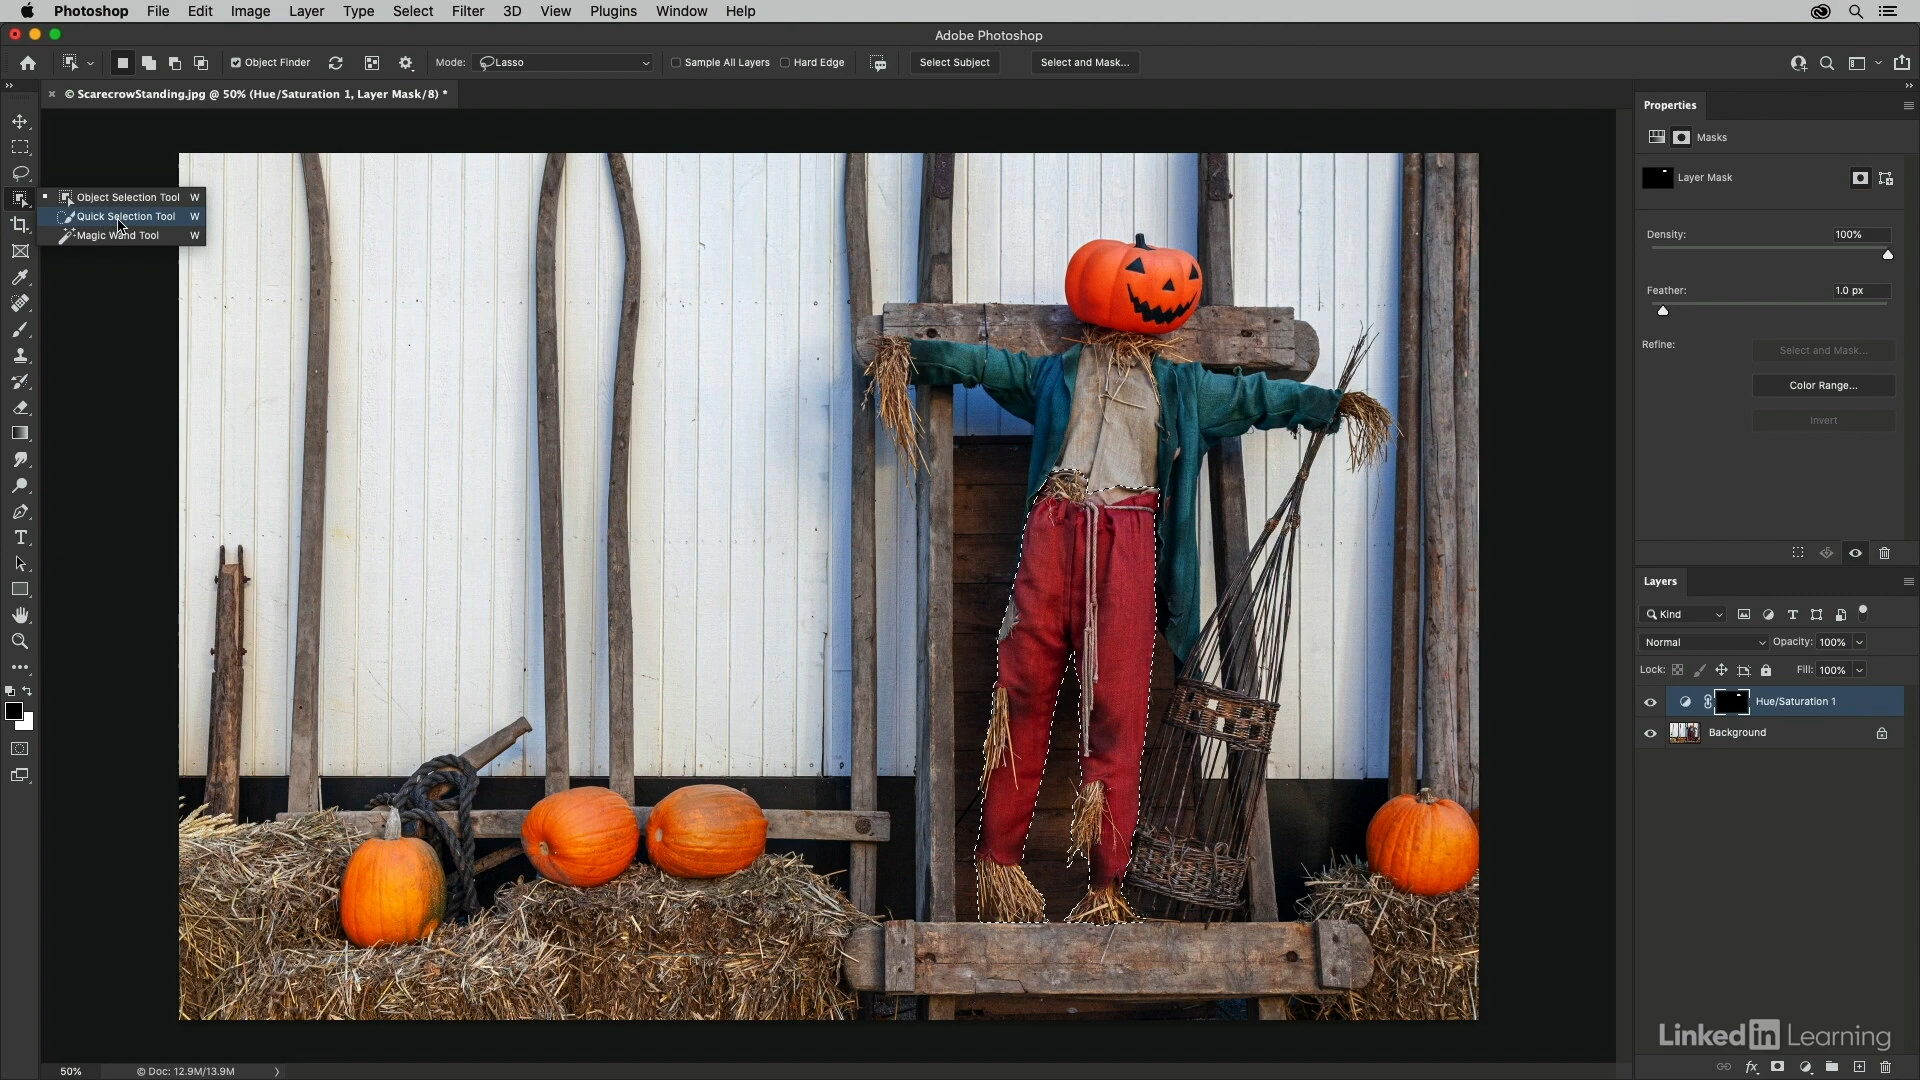 Photoshop File Edit Image Layer Type Select Filter 3D View Plugins Window Help
Adobe Photoshop
Object Finder Mode: Lasso Sample All Layers Hard Edge Select Subject Select and Mask...
© ScarecrowStanding.jpg @ 50% (Hue/Saturation 1, Layer Mask/8) *
Object Selection Tool W
Quick Selection Tool W
Magic Wand Tool W
Properties
Masks
Layer Mask
Density: 100%
Feather: 1.0 px
Refine: Select and Mask...
Color Range...
Invert
Layers
Kind
Normal Opacity: 100%
Lock: Fill: 100%
Hue/Saturation 1
Background
LinkedIn Learning
50% © Doc: 12.9M/13.9M